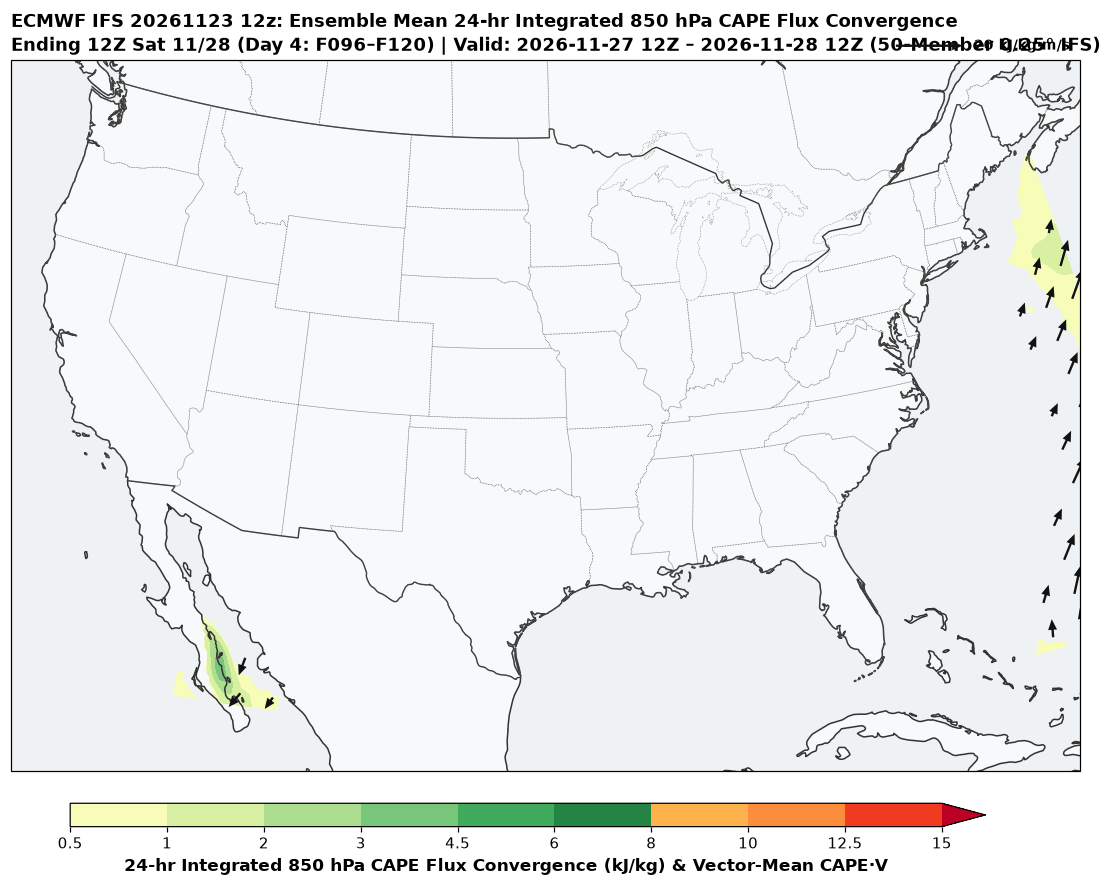 ECMWF IFS 20261123 12z: Ensemble Mean 24-hr Integrated 850 hPa CAPE Flux Convergence
Ending 12Z Sat 11/28 (Day 4: F096–F120) | Valid: 2026-11-27 12Z – 2026-11-28 12Z (50-Member 0.25° IFS)
0.5 1 2 3 4.5 6 8 10 12.5 15
24-hr Integrated 850 hPa CAPE Flux Convergence (kJ/kg) & Vector-Mean CAPE·V